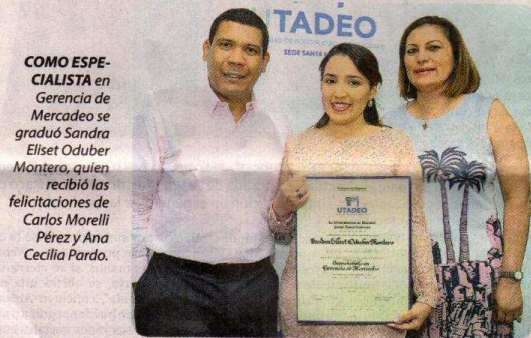 COMO ESPE-
CIALISTA en
Gerencia de
Mercadeo se
graduó Sandra
Eliset Oduber
Montero, quien
recibió las
felicitaciones de
Carlos Morelli
Pérez y Ana
Cecilia Pardo.
UTADEO
SEDE SANTA
UTADEO
Sandra Eliset Oduber Montero
Especialista en
Gerencia de Mercadeo